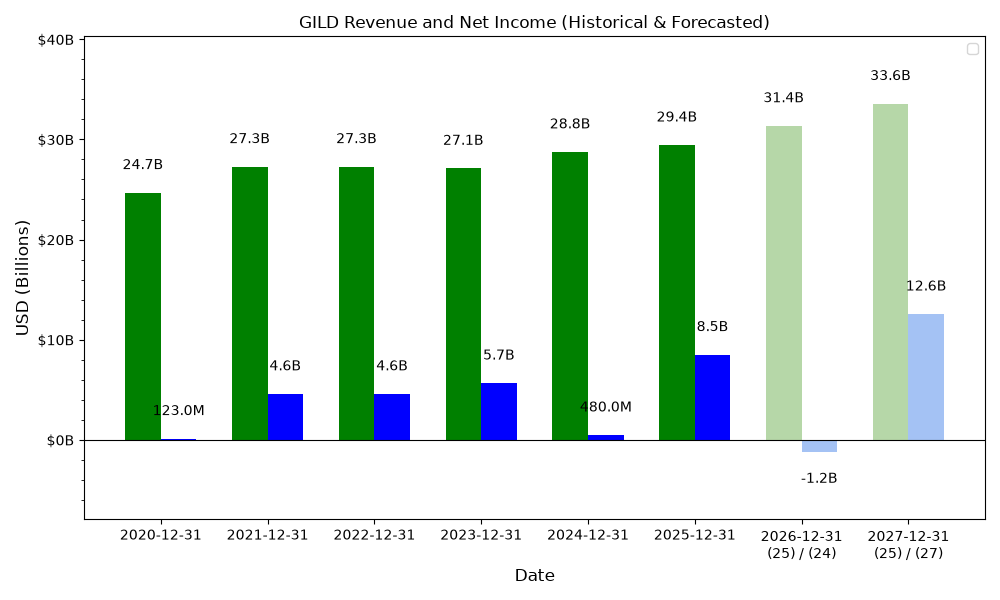 GILD Revenue and Net Income (Historical & Forecasted)
$40B
$30B
$20B
$10B
$0B
USD (Billions)
24.7B
123.0M
27.3B
4.6B
27.3B
4.6B
27.1B
5.7B
28.8B
480.0M
29.4B
8.5B
31.4B
-1.2B
33.6B
12.6B
2020-12-31
2021-12-31
2022-12-31
2023-12-31
2024-12-31
2025-12-31
2026-12-31
(25) / (24)
2027-12-31
(25) / (27)
Date